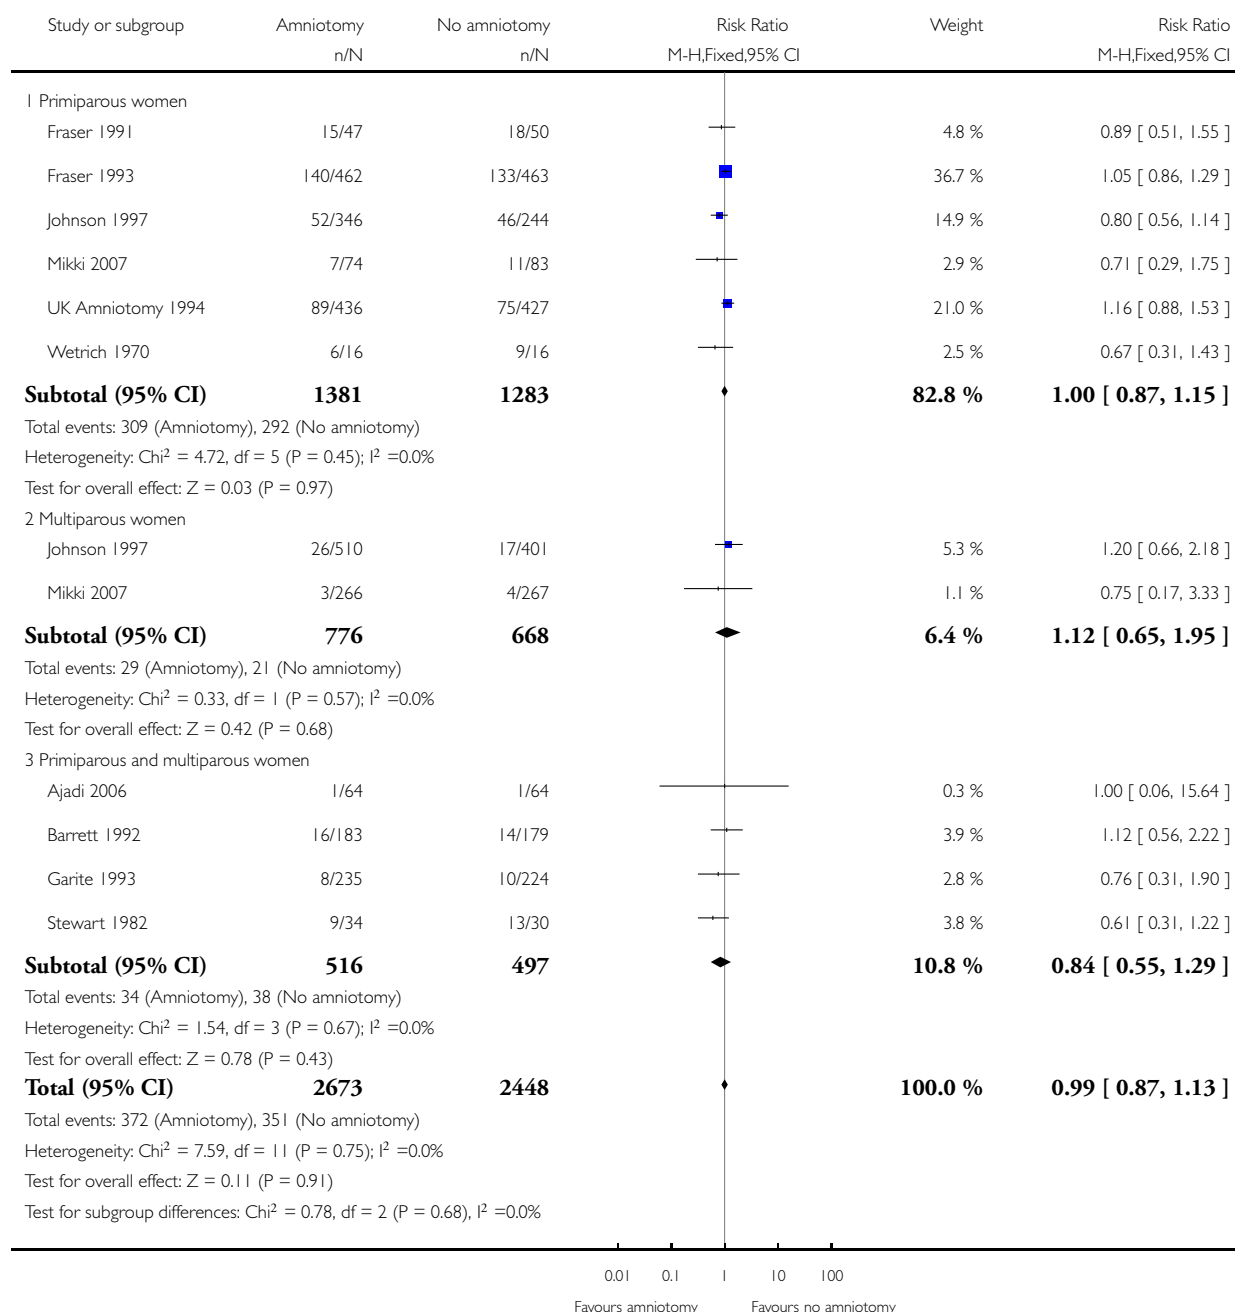 Study or subgroup Amniotomy No amniotomy Risk Ratio Weight Risk Ratio
n/N n/N M-H,Fixed,95% CI M-H,Fixed,95% CI
1 Primiparous women
Fraser 1991 15/47 18/50 4.8 % 0.89 [ 0.51, 1.55 ]
Fraser 1993 140/462 133/463 36.7 % 1.05 [ 0.86, 1.29 ]
Johnson 1997 52/346 46/244 14.9 % 0.80 [ 0.56, 1.14 ]
Mikki 2007 7/74 11/83 2.9 % 0.71 [ 0.29, 1.75 ]
UK Amniotomy 1994 89/436 75/427 21.0 % 1.16 [ 0.88, 1.53 ]
Wetrich 1970 6/16 9/16 2.5 % 0.67 [ 0.31, 1.43 ]
Subtotal (95% CI) 1381 1283 82.8 % 1.00 [ 0.87, 1.15 ]
Total events: 309 (Amniotomy), 292 (No amniotomy)
Heterogeneity: Chi² = 4.72, df = 5 (P = 0.45); I² =0.0%
Test for overall effect: Z = 0.03 (P = 0.97)
2 Multiparous women
Johnson 1997 26/510 17/401 5.3 % 1.20 [ 0.66, 2.18 ]
Mikki 2007 3/266 4/267 1.1 % 0.75 [ 0.17, 3.33 ]
Subtotal (95% CI) 776 668 6.4 % 1.12 [ 0.65, 1.95 ]
Total events: 29 (Amniotomy), 21 (No amniotomy)
Heterogeneity: Chi² = 0.33, df = 1 (P = 0.57); I² =0.0%
Test for overall effect: Z = 0.42 (P = 0.68)
3 Primiparous and multiparous women
Ajadi 2006 1/64 1/64 0.3 % 1.00 [ 0.06, 15.64 ]
Barrett 1992 16/183 14/179 3.9 % 1.12 [ 0.56, 2.22 ]
Garite 1993 8/235 10/224 2.8 % 0.76 [ 0.31, 1.90 ]
Stewart 1982 9/34 13/30 3.8 % 0.61 [ 0.31, 1.22 ]
Subtotal (95% CI) 516 497 10.8 % 0.84 [ 0.55, 1.29 ]
Total events: 34 (Amniotomy), 38 (No amniotomy)
Heterogeneity: Chi² = 1.54, df = 3 (P = 0.67); I² =0.0%
Test for overall effect: Z = 0.78 (P = 0.43)
Total (95% CI) 2673 2448 100.0 % 0.99 [ 0.87, 1.13 ]
Total events: 372 (Amniotomy), 351 (No amniotomy)
Heterogeneity: Chi² = 7.59, df = 11 (P = 0.75); I² =0.0%
Test for overall effect: Z = 0.11 (P = 0.91)
Test for subgroup differences: Chi² = 0.78, df = 2 (P = 0.68), I² =0.0%
0.01 0.1 1 10 100
Favours amniotomy Favours no amniotomy